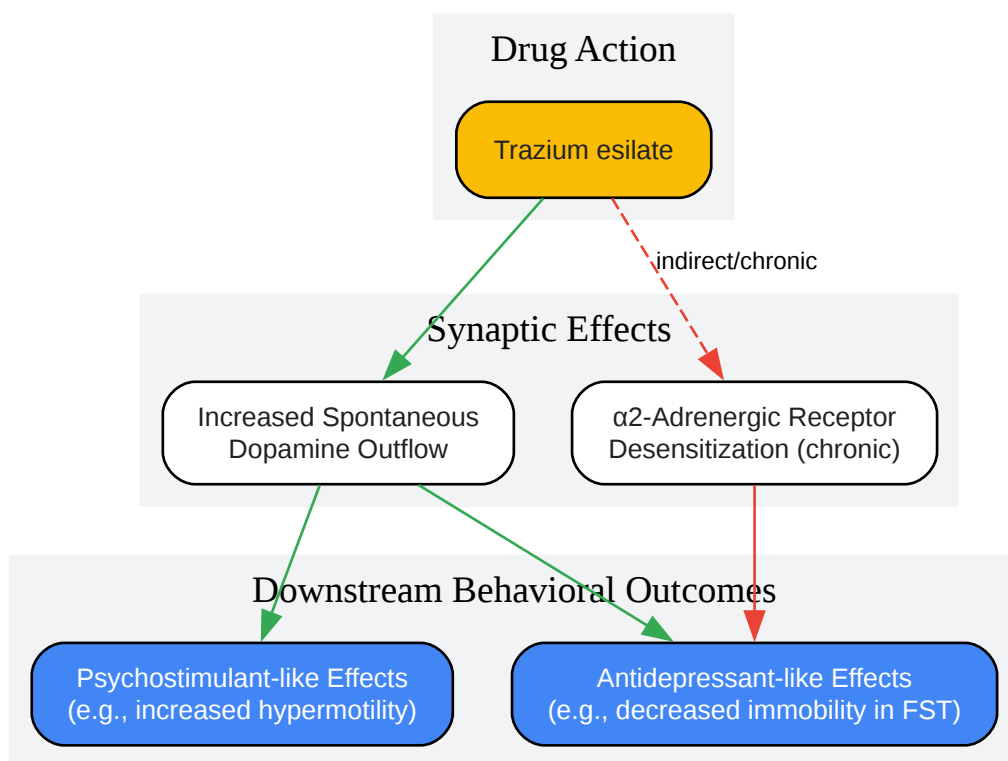 Drug Action
Trazium esilate
indirect/chronic
Synaptic Effects
Increased Spontaneous
Dopamine Outflow
α2-Adrenergic Receptor
Desensitization (chronic)
Downstream Behavioral Outcomes
Psychostimulant-like Effects
(e.g., increased hypermotility)
Antidepressant-like Effects
(e.g., decreased immobility in FST)